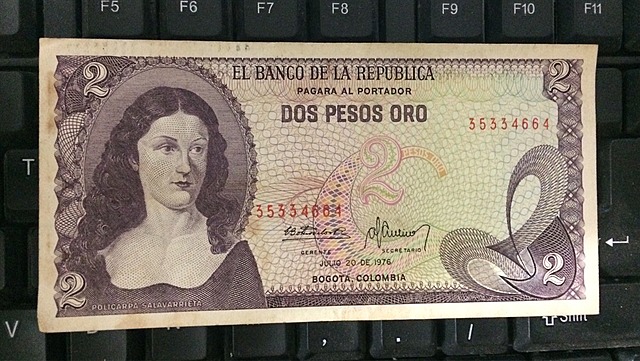 F5 F6 F7 F8 F9 F10 F11
2 2
EL BANCO DE LA REPUBLICA
PAGARA AL PORTADOR
DOS PESOS ORO
35334664
T
2
35334664
GERENTE SECRETARIO
JULIO 20 DE 1976
BOGOTA, COLOMBIA
2 2
POLICARPA SALAVARRIETA
V , . / ⇧ Shift